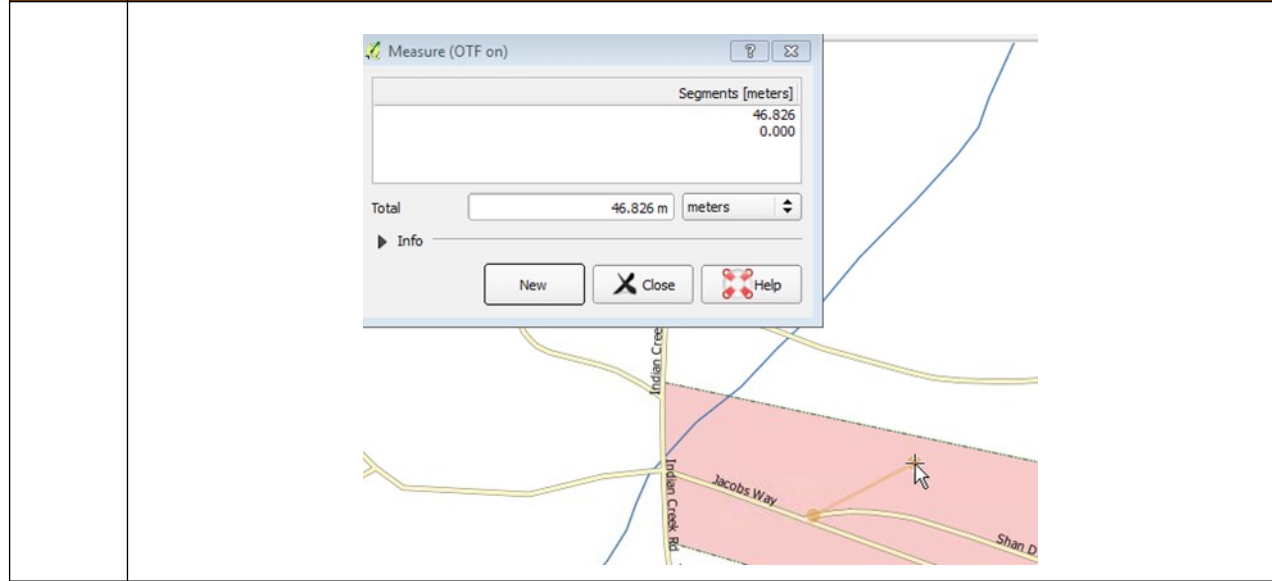 Measure (OTF on)
Segments [meters]
46.826
0.000
Total 46.826 m meters
Info
New Close Help
Indian Cree
Indian Creek Rd
Jacobs Way
Shan D